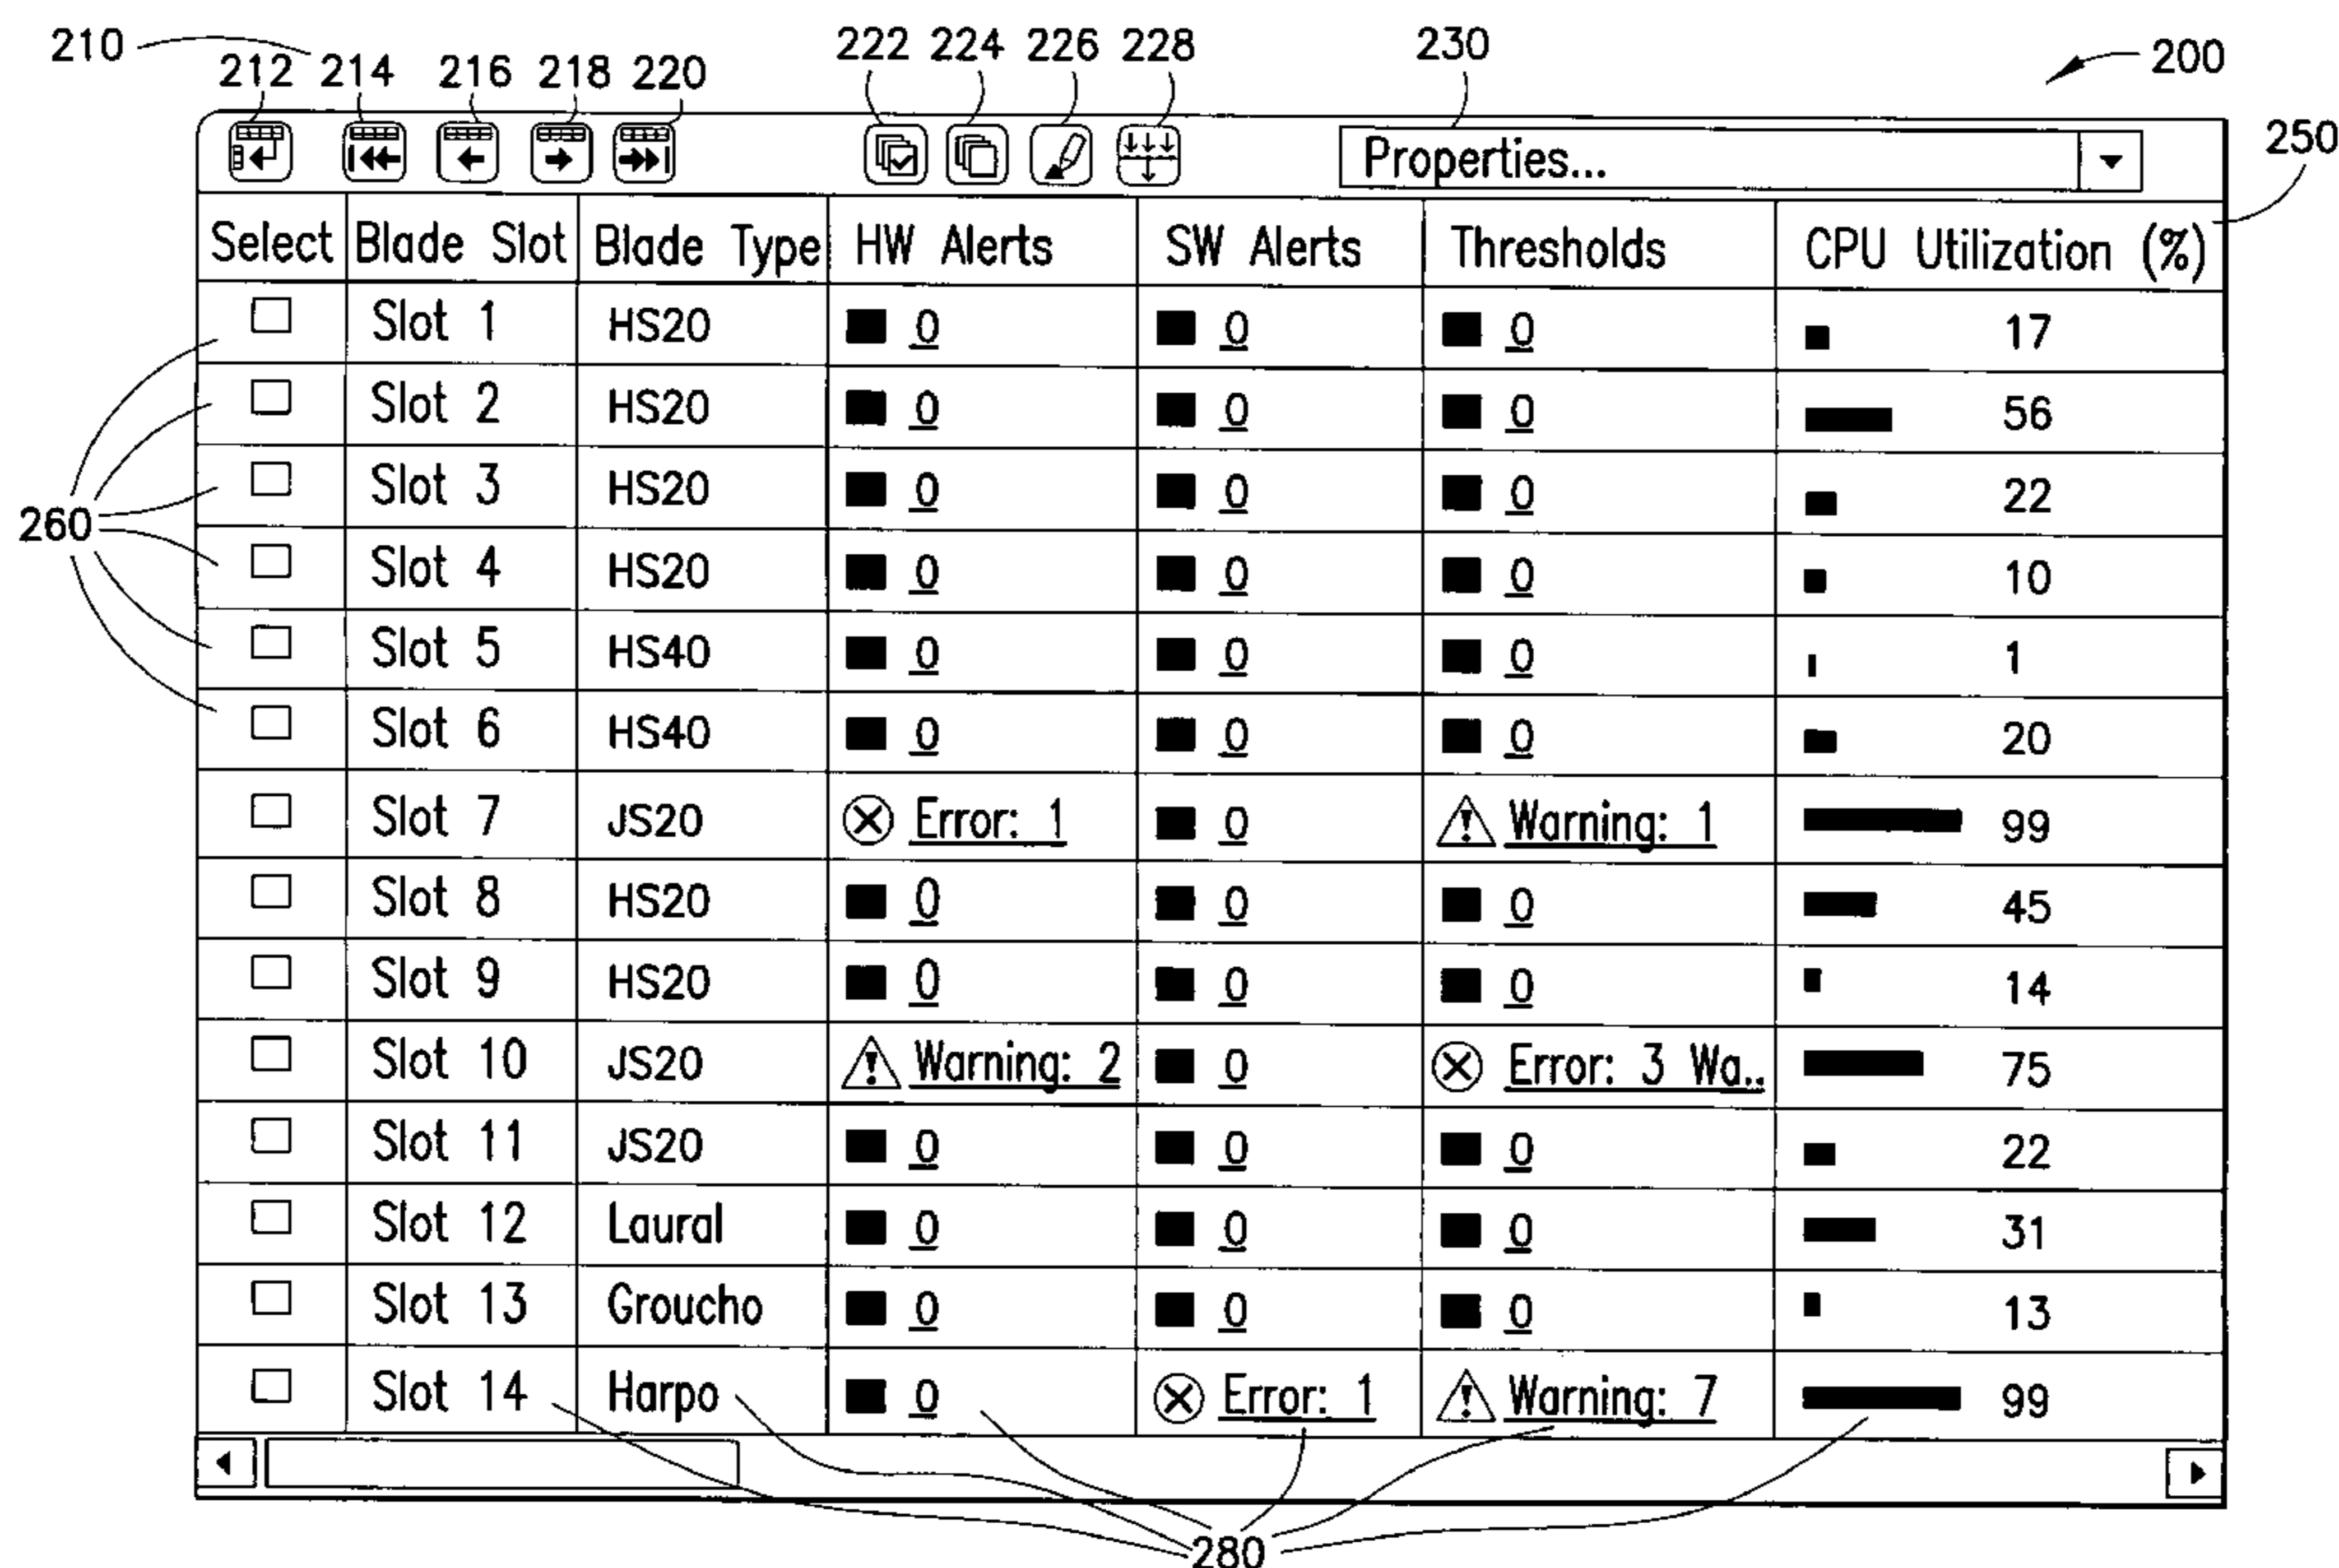 210
212 214 216 218 220 222 224 226 228 230 200
250
Properties...
Select Blade Slot Blade Type HW Alerts SW Alerts Thresholds CPU Utilization (%)
Slot 1 HS20 0 0 0 17
Slot 2 HS20 0 0 0 56
Slot 3 HS20 0 0 0 22
260
Slot 4 HS20 0 0 0 10
Slot 5 HS40 0 0 0 1
Slot 6 HS40 0 0 0 20
Slot 7 JS20 Error: 1 0 Warning: 1 99
Slot 8 HS20 0 0 0 45
Slot 9 HS20 0 0 0 14
Slot 10 JS20 Warning: 2 0 Error: 3 Wa.. 75
Slot 11 JS20 0 0 0 22
Slot 12 Laural 0 0 0 31
Slot 13 Groucho 0 0 0 13
Slot 14 Harpo 0 Error: 1 Warning: 7 99
280